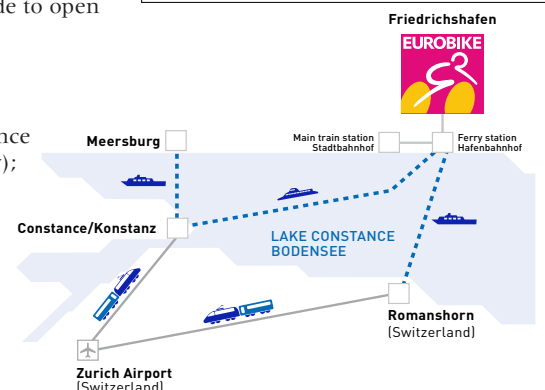 de to open
nce
);
Friedrichshafen
EUROBIKE
Meersburg
Main train station
Stadtbahnhof
Ferry station
Hafenbahnhof
Constance/Konstanz
LAKE CONSTANCE
BODENSEE
Romanshorn
(Switzerland)
Zurich Airport
(Switzerland)